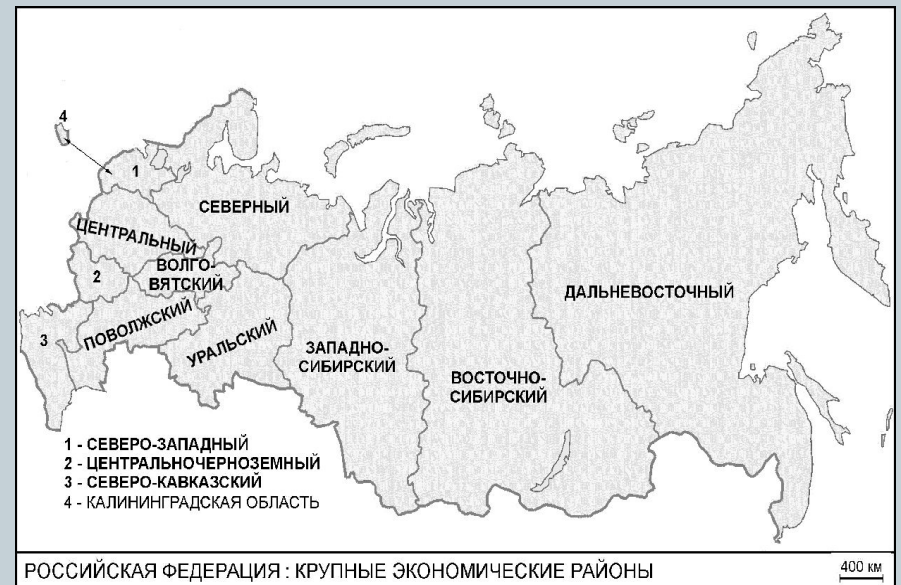 4
1
СЕВЕРНЫЙ
ЦЕНТРАЛЬНЫЙ
ВОЛГО-
ВЯТСКИЙ
2
ДАЛЬНЕВОСТОЧНЫЙ
ПОВОЛЖСКИЙ
3
УРАЛЬСКИЙ
ЗАПАДНО-
СИБИРСКИЙ
ВОСТОЧНО-
СИБИРСКИЙ
1 - СЕВЕРО-ЗАПАДНЫЙ
2 - ЦЕНТРАЛЬНОЧЕРНОЗЕМНЫЙ
3 - СЕВЕРО-КАВКАЗСКИЙ
4 - КАЛИНИНГРАДСКАЯ ОБЛАСТЬ
РОССИЙСКАЯ ФЕДЕРАЦИЯ : КРУПНЫЕ ЭКОНОМИЧЕСКИЕ РАЙОНЫ
400 км